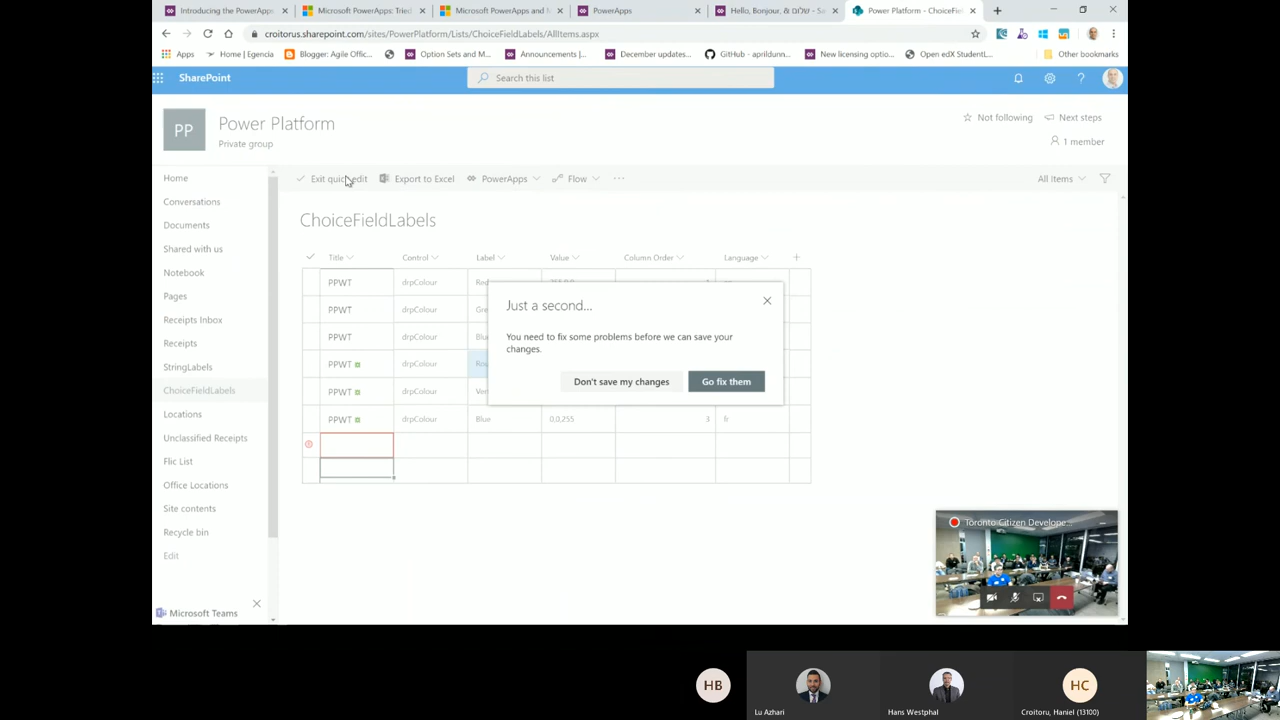 Introducing the PowerApps
Microsoft PowerApps: Tried
Microsoft PowerApps and M
PowerApps
Hello, Bonjour, & שלום - Sa
Power Platform - ChoiceFiel
croitorus.sharepoint.com/sites/PowerPlatform/Lists/ChoiceFieldLabels/AllItems.aspx
Apps
Home | Egencia
Blogger: Agile Office...
Option Sets and M...
Announcements |...
December updates...
GitHub - aprildunn...
New licensing optio...
Open edX StudentL...
Other bookmarks
SharePoint
Search this list
PP
Power Platform
Private group
Not following
Next steps
1 member
Exit quick edit
Export to Excel
PowerApps
Flow
All Items
Home
Conversations
Documents
Shared with us
Notebook
Pages
Receipts Inbox
Receipts
StringLabels
ChoiceFieldLabels
Locations
Unclassified Receipts
Flic List
Office Locations
Site contents
Recycle bin
Edit
Microsoft Teams
ChoiceFieldLabels
Title Control Label Value Column Order Language
PPWT drpColour
PPWT drpColour
PPWT drpColour
PPWT drpColour
PPWT drpColour
PPWT drpColour Blue 0,0,255 3 fr
Just a second...
You need to fix some problems before we can save your
changes.
Don't save my changes
Go fix them
Toronto Citizen Develope...
HB
Lu Azhari
Hans Westphal
HC
Croitoru, Haniel (13100)